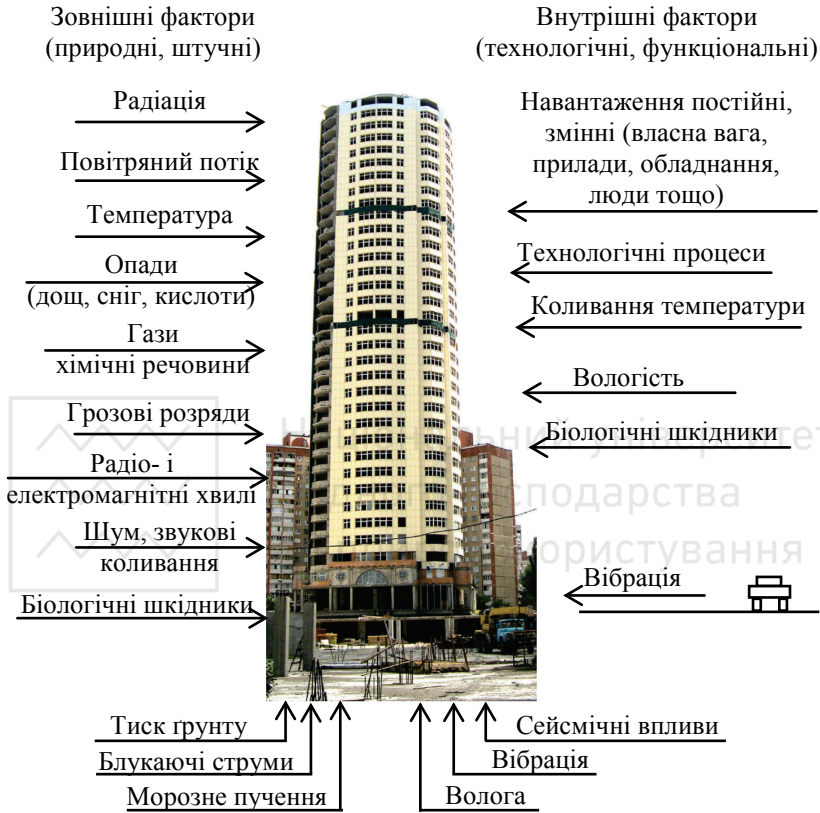 Зовнішні фактори
(природні, штучні)
Радіація
Повітряний потік
Температура
Опади
(дощ, сніг, кислоти)
Гази
хімічні речовини
Грозові розряди
Радіо- і
електромагнітні хвилі
Шум, звукові
коливання
Біологічні шкідники
Внутрішні фактори
(технологічні, функціональні)
Навантаження постійні,
змінні (власна вага,
прилади, обладнання,
люди тощо)
Технологічні процеси
Коливання температури
Вологість
Біологічні шкідники
Вібрація
Тиск ґрунту
Блукаючі струми
Морозне пучення
Сейсмічні впливи
Вібрація
Волога